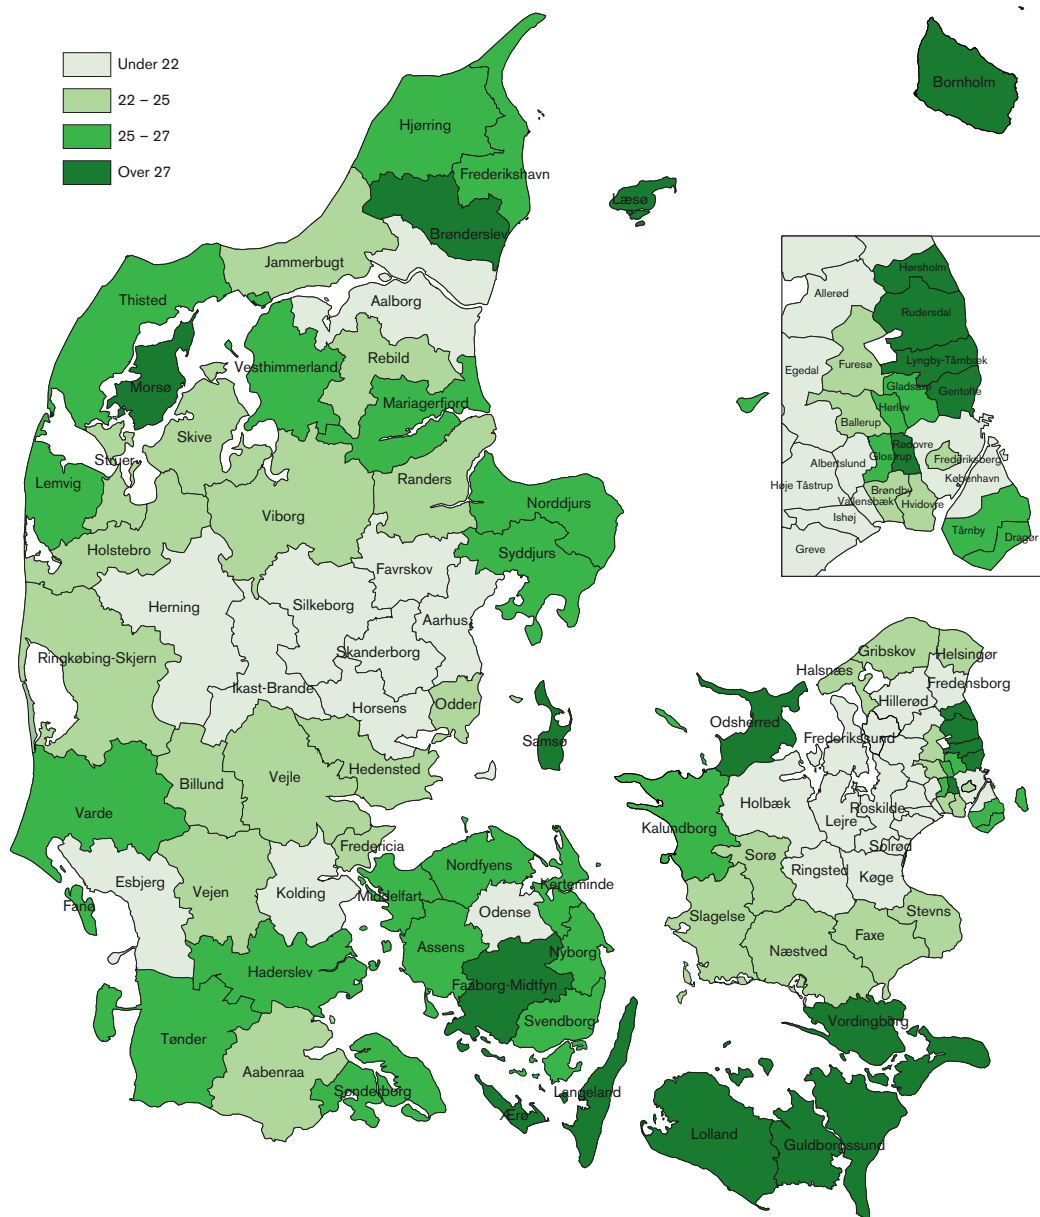 Under 22
22 – 25
25 – 27
Over 27
Bornholm
Hjørring
Frederikshavn
Læsø
Brønderslev
Jammerbugt
Thisted
Aalborg
Vesthimmerland
Rebild
Morsø
Mariagerfjord
Skive
Struer
Lemvig
Randers
Viborg
Norddjurs
Holstebro
Syddjurs
Favrskov
Herning
Silkeborg
Aarhus
Skanderborg
Ringkøbing-Skjern
Ikast-Brande
Horsens
Odder
Samsø
Hedensted
Billund
Vejle
Varde
Fredericia
Esbjerg
Vejen
Kolding
Fanø
Middelfart
Nordfyens
Kerteminde
Odense
Assens
Nyborg
Haderslev
Faaborg-Midtfyn
Svendborg
Tønder
Aabenraa
Sønderborg
Langeland
Ærø
Hørsholm
Allerød
Rudersdal
Lyngby-Tårnbæk
Furesø
Egedal
Gladsaxe
Gentofte
Herlev
Ballerup
Rødovre
Glostrup
Albertslund
Frederiksberg
København
Høje Tåstrup
Brøndby
Vallensbæk
Hvidovre
Ishøj
Tårnby
Dragør
Greve
Gribskov
Helsingør
Halsnæs
Fredensborg
Hillerød
Odsherred
Frederikssund
Holbæk
Roskilde
Lejre
Kalundborg
Solrød
Sorø
Ringsted
Køge
Slagelse
Stevns
Faxe
Næstved
Vordingborg
Lolland
Guldborgssund